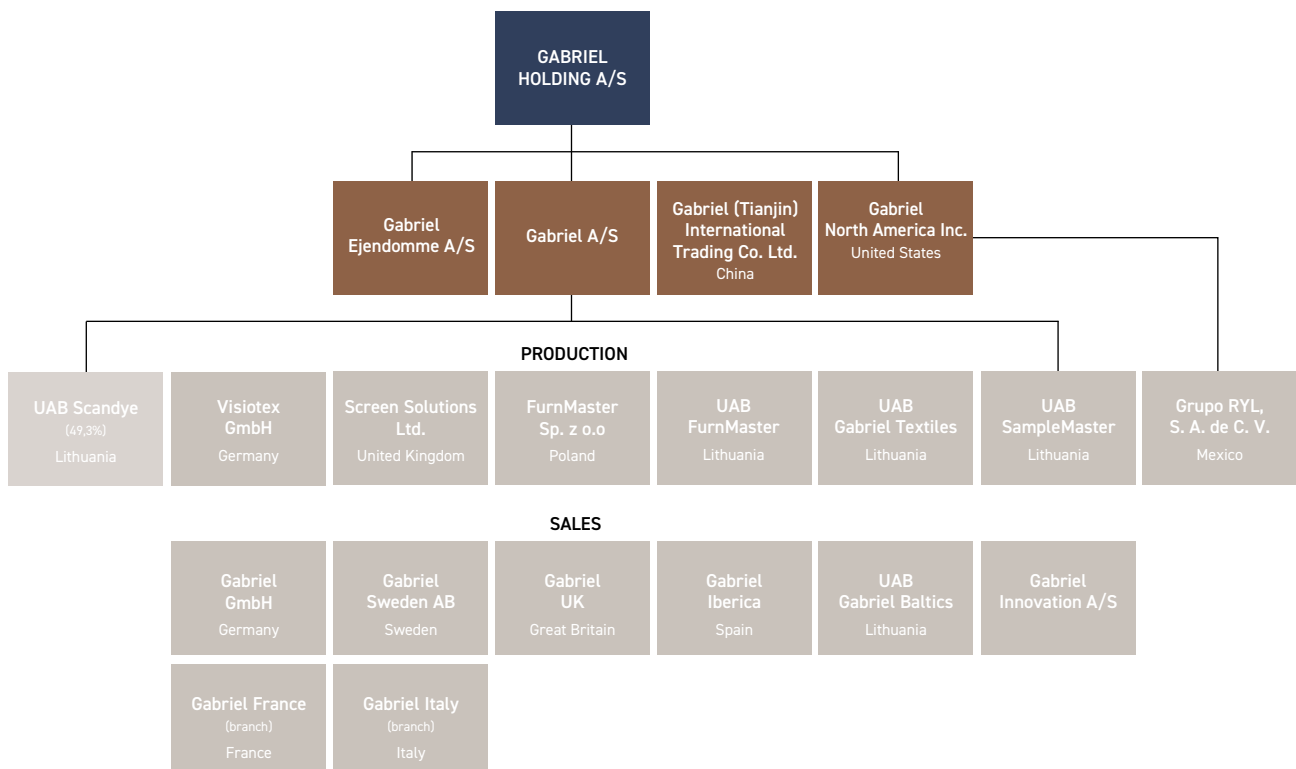 GABRIEL
HOLDING A/S
Gabriel
Ejendomme A/S
Gabriel A/S
Gabriel (Tianjin)
International
Trading Co. Ltd.
China
Gabriel
North America Inc.
United States
PRODUCTION
UAB Scandye
(49,3%)
Lithuania
Visiotex
GmbH
Germany
Screen Solutions
Ltd.
United Kingdom
FurnMaster
Sp. z o.o
Poland
UAB
FurnMaster
Lithuania
UAB
Gabriel Textiles
Lithuania
UAB
SampleMaster
Lithuania
Grupo RYL,
S. A. de C. V.
Mexico
SALES
Gabriel
GmbH
Germany
Gabriel
Sweden AB
Sweden
Gabriel
UK
Great Britain
Gabriel
Iberica
Spain
UAB
Gabriel Baltics
Lithuania
Gabriel
Innovation A/S
Gabriel France
(branch)
France
Gabriel Italy
(branch)
Italy